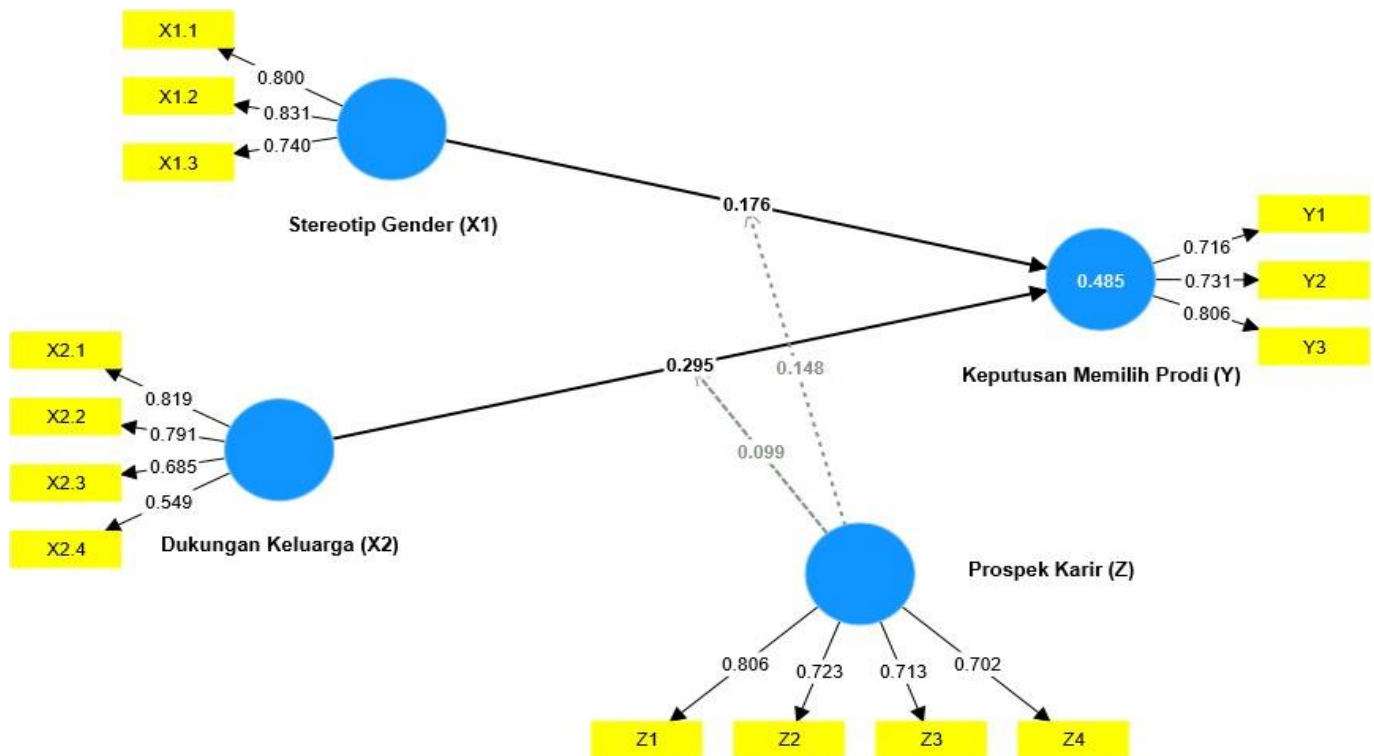 X1.1
0.800
X1.2
0.831
X1.3
0.740
Stereotip Gender (X1)
0.176
Y1
0.716
0.485
0.731
Y2
0.806
Y3
Keputusan Memilih Prodi (Y)
X2.1
0.819
X2.2
0.791
X2.3
0.685
0.549
X2.4
Dukungan Keluarga (X2)
0.295
0.148
0.099
Prospek Karir (Z)
0.806
0.723
0.713
0.702
Z1
Z2
Z3
Z4